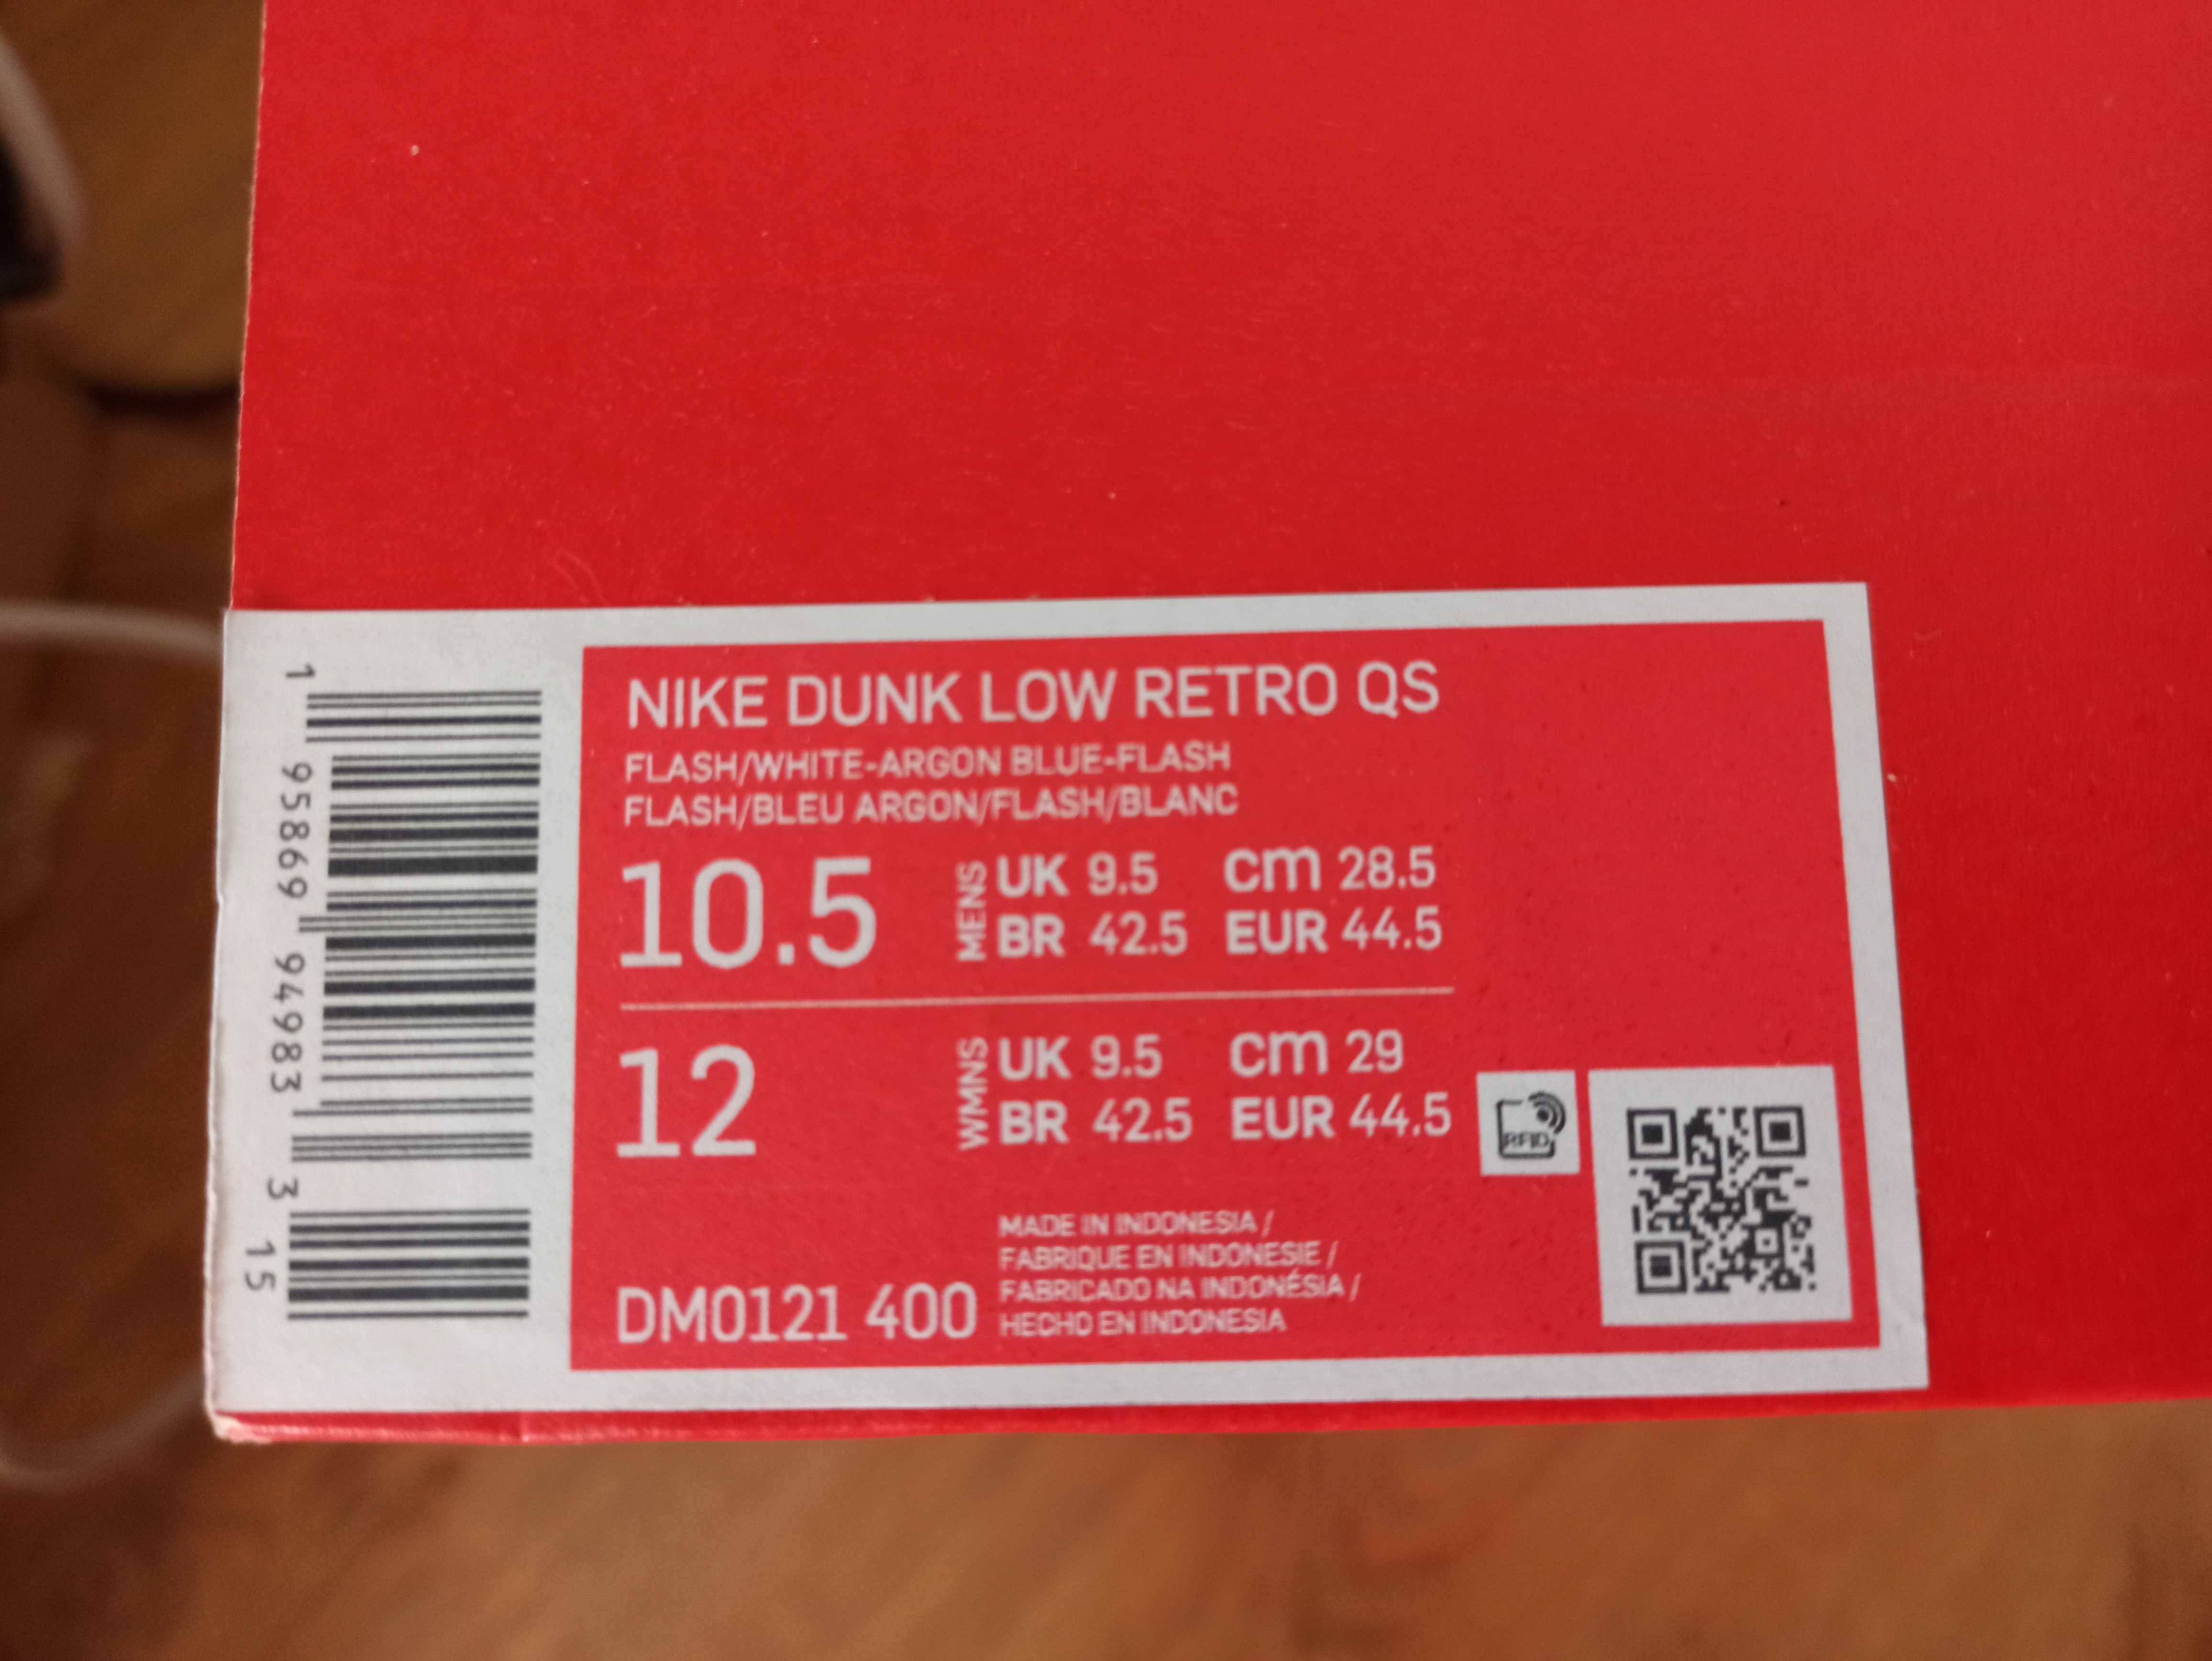 1 95869 94983 3 15
NIKE DUNK LOW RETRO QS
FLASH/WHITE-ARGON BLUE-FLASH
FLASH/BLEU ARGON/FLASH/BLANC
10.5 MENS UK 9.5 cm 28.5
BR 42.5 EUR 44.5
12 WMNS UK 9.5 cm 29
BR 42.5 EUR 44.5
RFID
MADE IN INDONESIA /
FABRIQUE EN INDONESIE /
FABRICADO NA INDONÉSIA /
HECHO EN INDONESIA
DM0121 400